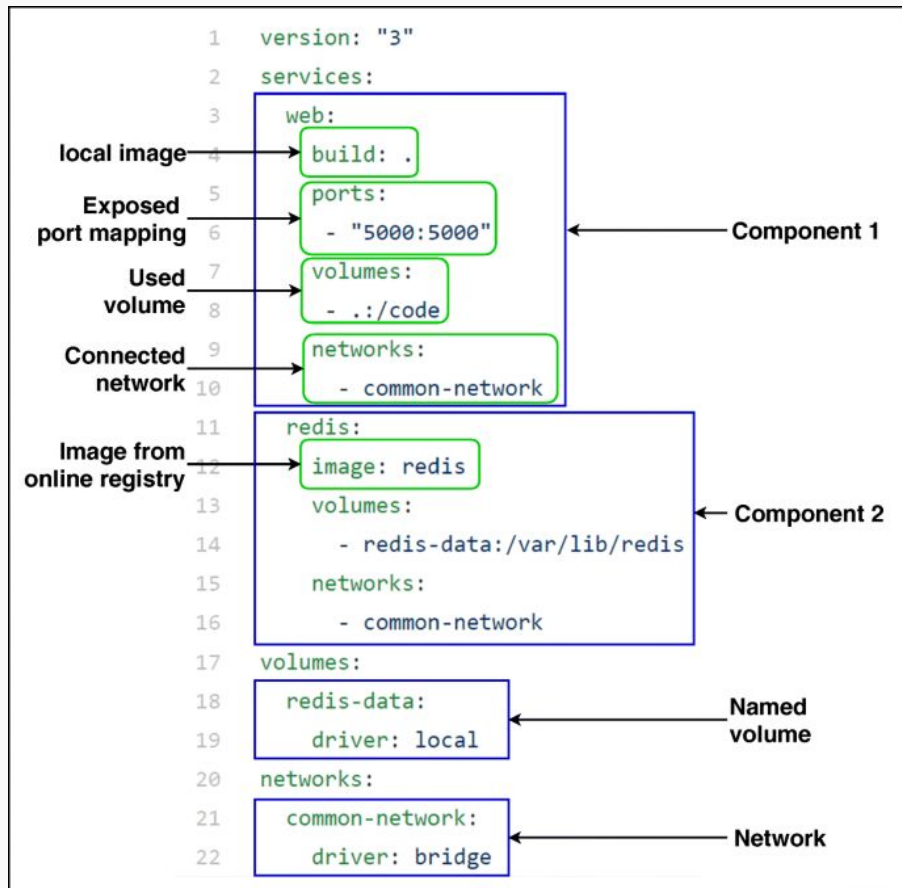 1 version: "3"
2 services:
3 web:
local image
4 build: .
5 ports:
Exposed
port mapping
6 - "5000:5000"
Component 1
7 volumes:
Used
volume
8 - .:/code
9 networks:
Connected
network
10 - common-network
11 redis:
Image from
online registry
12 image: redis
13 volumes:
Component 2
14 - redis-data:/var/lib/redis
15 networks:
16 - common-network
17 volumes:
18 redis-data:
Named
volume
19 driver: local
20 networks:
21 common-network:
Network
22 driver: bridge